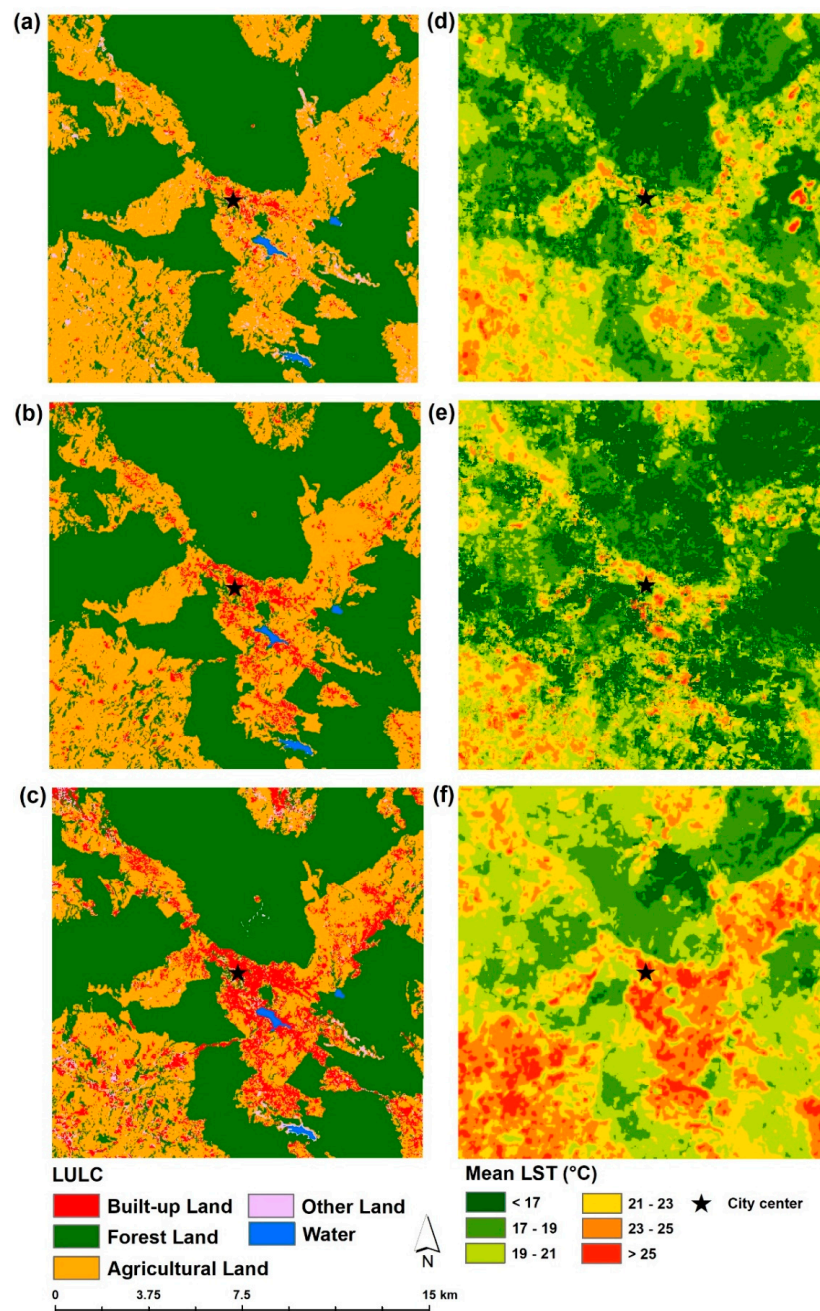 (a)
(d)
(b)
(e)
(c)
(f)
LULC
Built-up Land
Other Land
Forest Land
Water
Agricultural Land
N
0 3.75 7.5 15 km
Mean LST (°C)
< 17
21 - 23
City center
17 - 19
23 - 25
19 - 21
> 25